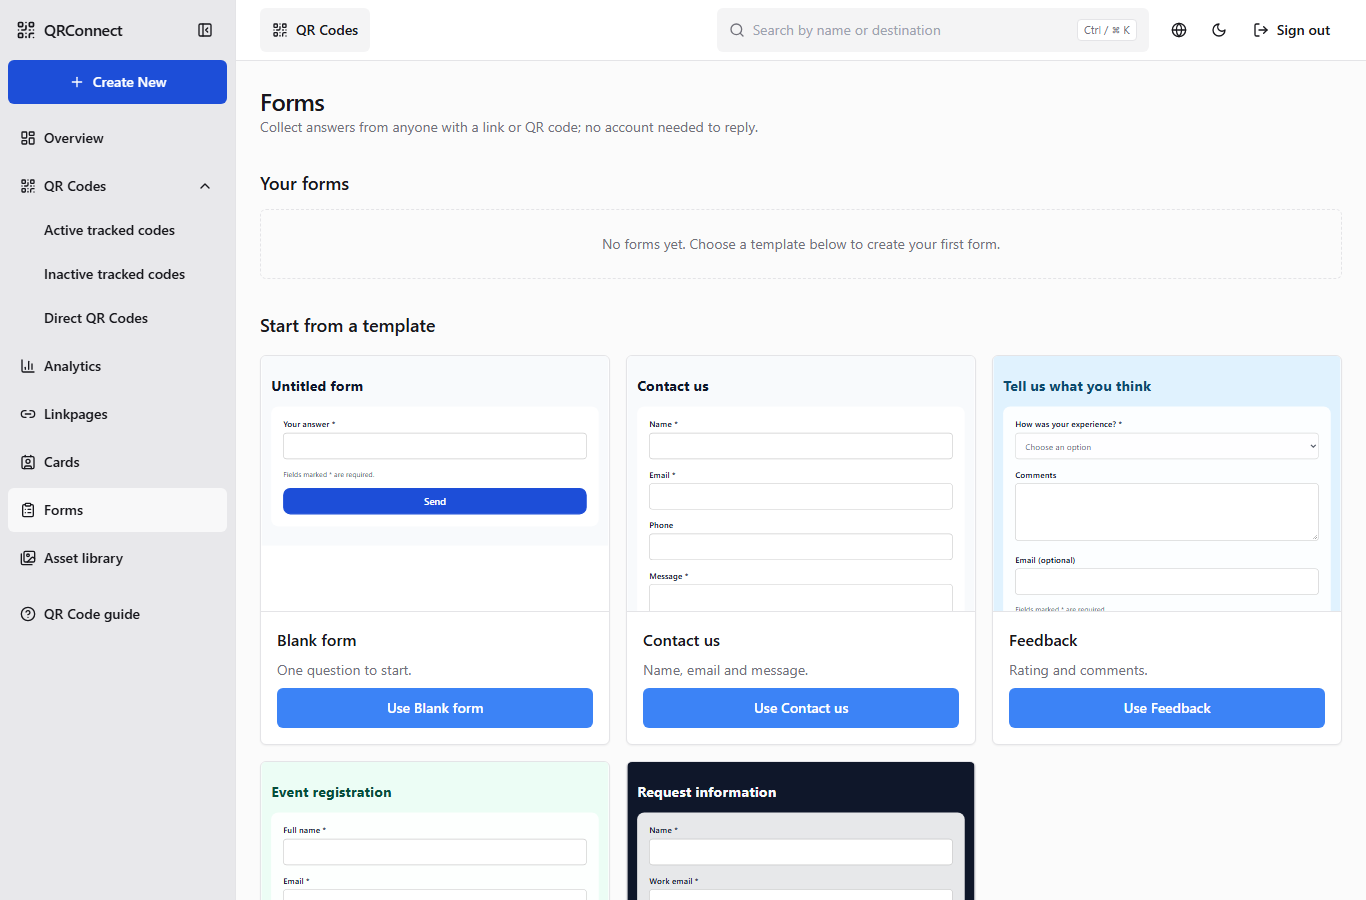 QRConnect
QR Codes
Search by name or destination
Ctrl / ⌘ K
Sign out
Create New
Overview
QR Codes
Active tracked codes
Inactive tracked codes
Direct QR Codes
Analytics
Linkpages
Cards
Forms
Asset library
QR Code guide
Forms
Collect answers from anyone with a link or QR code; no account needed to reply.
Your forms
No forms yet. Choose a template below to create your first form.
Start from a template
Untitled form
Your answer *
Fields marked * are required.
Send
Blank form
One question to start.
Use Blank form
Contact us
Name *
Email *
Phone
Message *
Contact us
Name, email and message.
Use Contact us
Tell us what you think
How was your experience? *
Choose an option
Comments
Email (optional)
Fields marked * are required.
Feedback
Rating and comments.
Use Feedback
Event registration
Full name *
Email *
Request information
Name *
Work email *